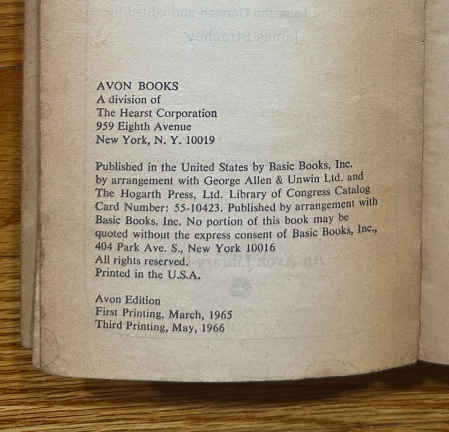 AVON BOOKS
A division of
The Hearst Corporation
959 Eighth Avenue
New York, N. Y. 10019
Published in the United States by Basic Books, Inc.
by arrangement with George Allen & Unwin Ltd. and
The Hogarth Press, Ltd. Library of Congress Catalog
Card Number: 55-10423. Published by arrangement with
Basic Books, Inc. No portion of this book may be
quoted without the express consent of Basic Books, Inc.,
404 Park Ave. S., New York 10016
All rights reserved.
Printed in the U.S.A.
Avon Edition
First Printing, March, 1965
Third Printing, May, 1966